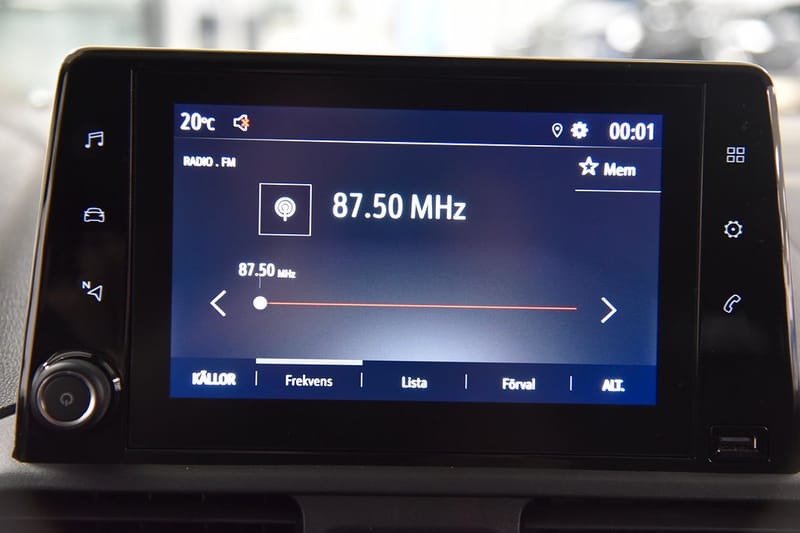 20°C 00:01
RADIO . FM
Mem
87.50 MHz
87.50 MHz
N
KÄLLOR Frekvens Lista Förval ALT.